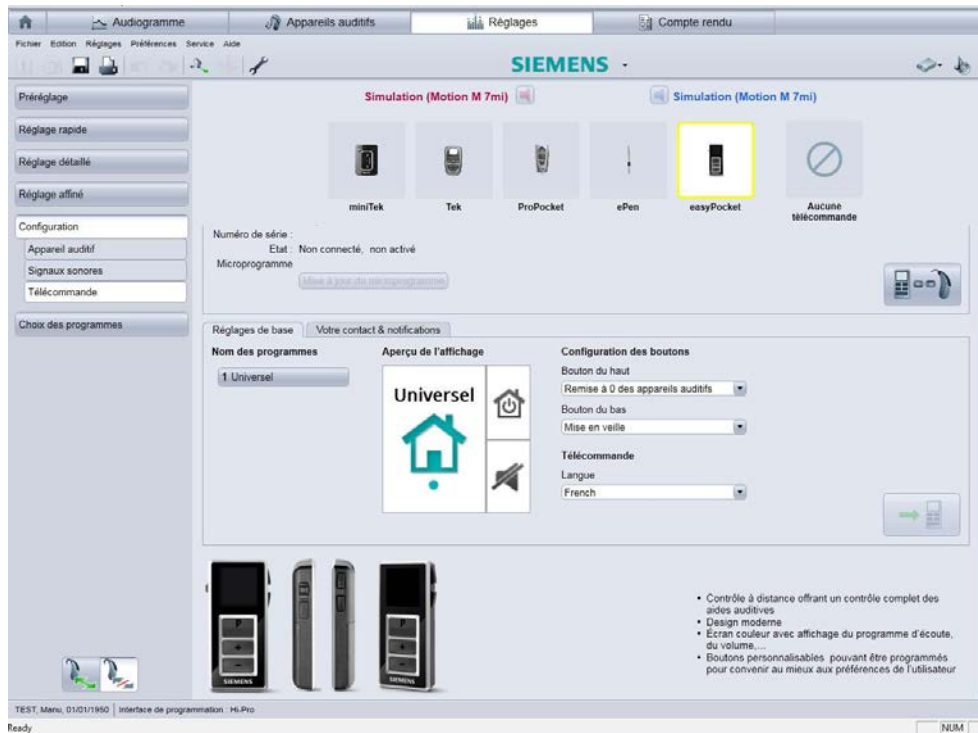 Audiogramme
Appareils auditifs
Réglages
Compte rendu
Fichier Edition Réglages Préférences Service Aide
SIEMENS
Préréglage
Réglage rapide
Réglage détaillé
Réglage affiné
Configuration
Appareil auditif
Signaux sonores
Télécommande
Choix des programmes
Simulation (Motion M 7mi)
Simulation (Motion M 7mi)
miniTek
Tek
ProPocket
ePen
easyPocket
Aucune
télécommande
Numéro de série :
Etat : Non connecté, non activé
Microprogramme
Mise à jour du microprogramme
Réglages de base
Votre contact & notifications
Nom des programmes
1 Universel
Aperçu de l'affichage
Universel
Configuration des boutons
Bouton du haut
Remise à 0 des appareils auditifs
Bouton du bas
Mise en veille
Télécommande
Langue
French
P
+
−
SIEMENS
P
+
−
SIEMENS
• Contrôle à distance offrant un contrôle complet des
aides auditives
• Design moderne
• Écran couleur avec affichage du programme d'écoute,
du volume,...
• Boutons personnalisables pouvant être programmés
pour convenir au mieux aux préférences de l'utilisateur
TEST, Manu, 01/01/1950 Interface de programmation : Hi-Pro
Ready
NUM